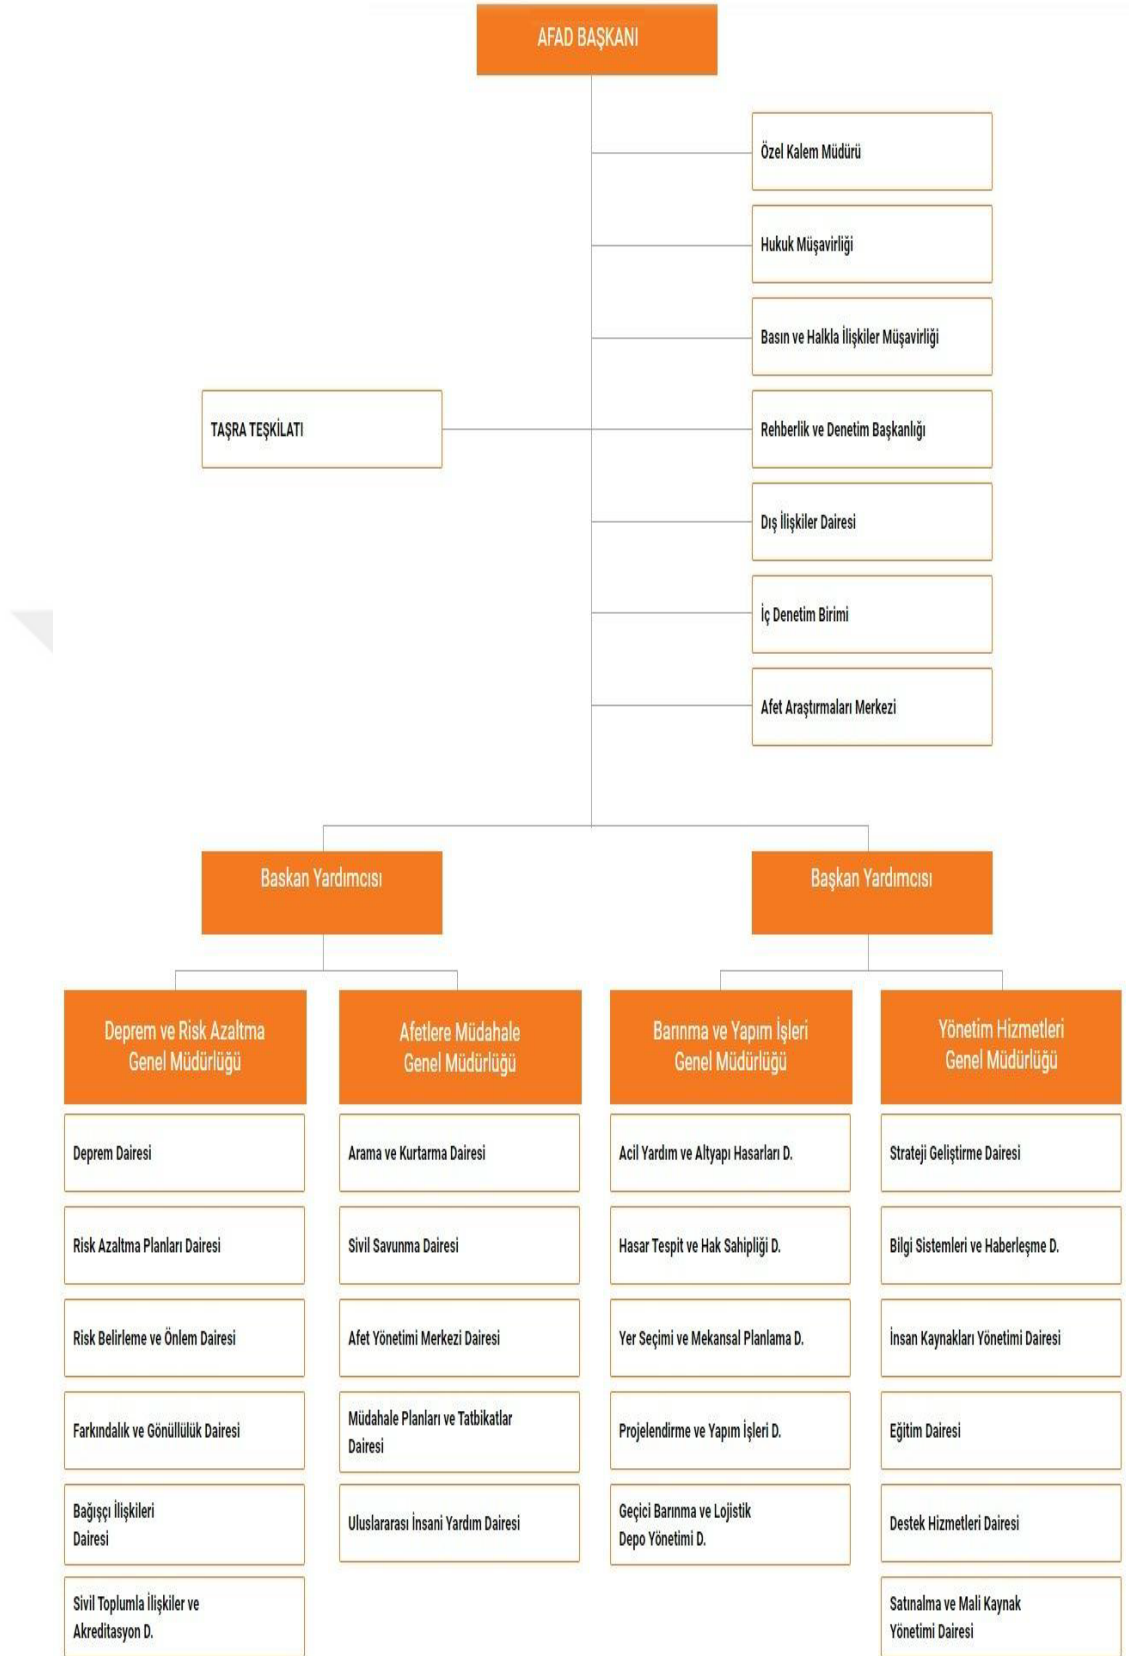 AFAD BAŞKANI
Özel Kalem Müdürü
Hukuk Müşavirliği
Basın ve Halkla İlişkiler Müşavirliği
TAŞRA TEŞKİLATI
Rehberlik ve Denetim Başkanlığı
Dış İlişkiler Dairesi
İç Denetim Birimi
Afet Araştırmaları Merkezi
Baskan Yardımcısı
Başkan Yardımcısı
Deprem ve Risk Azaltma
Genel Müdürlüğü
Deprem Dairesi
Risk Azaltma Planları Dairesi
Risk Belirleme ve Önlem Dairesi
Farkındalık ve Gönüllülük Dairesi
Bağışçı İlişkileri
Dairesi
Sivil Toplumla İlişkiler ve
Akreditasyon D.
Afetlere Müdahale
Genel Müdürlüğü
Arama ve Kurtarma Dairesi
Sivil Savunma Dairesi
Afet Yönetimi Merkezi Dairesi
Müdahale Planları ve Tatbikatlar
Dairesi
Uluslararası İnsani Yardım Dairesi
Barınma ve Yapım İşleri
Genel Müdürlüğü
Acil Yardım ve Altyapı Hasarları D.
Hasar Tespit ve Hak Sahipliği D.
Yer Seçimi ve Mekansal Planlama D.
Projelendirme ve Yapım İşleri D.
Geçici Barınma ve Lojistik
Depo Yönetimi D.
Yönetim Hizmetleri
Genel Müdürlüğü
Strateji Geliştirme Dairesi
Bilgi Sistemleri ve Haberleşme D.
İnsan Kaynakları Yönetimi Dairesi
Eğitim Dairesi
Destek Hizmetleri Dairesi
Satınalma ve Mali Kaynak
Yönetimi Dairesi